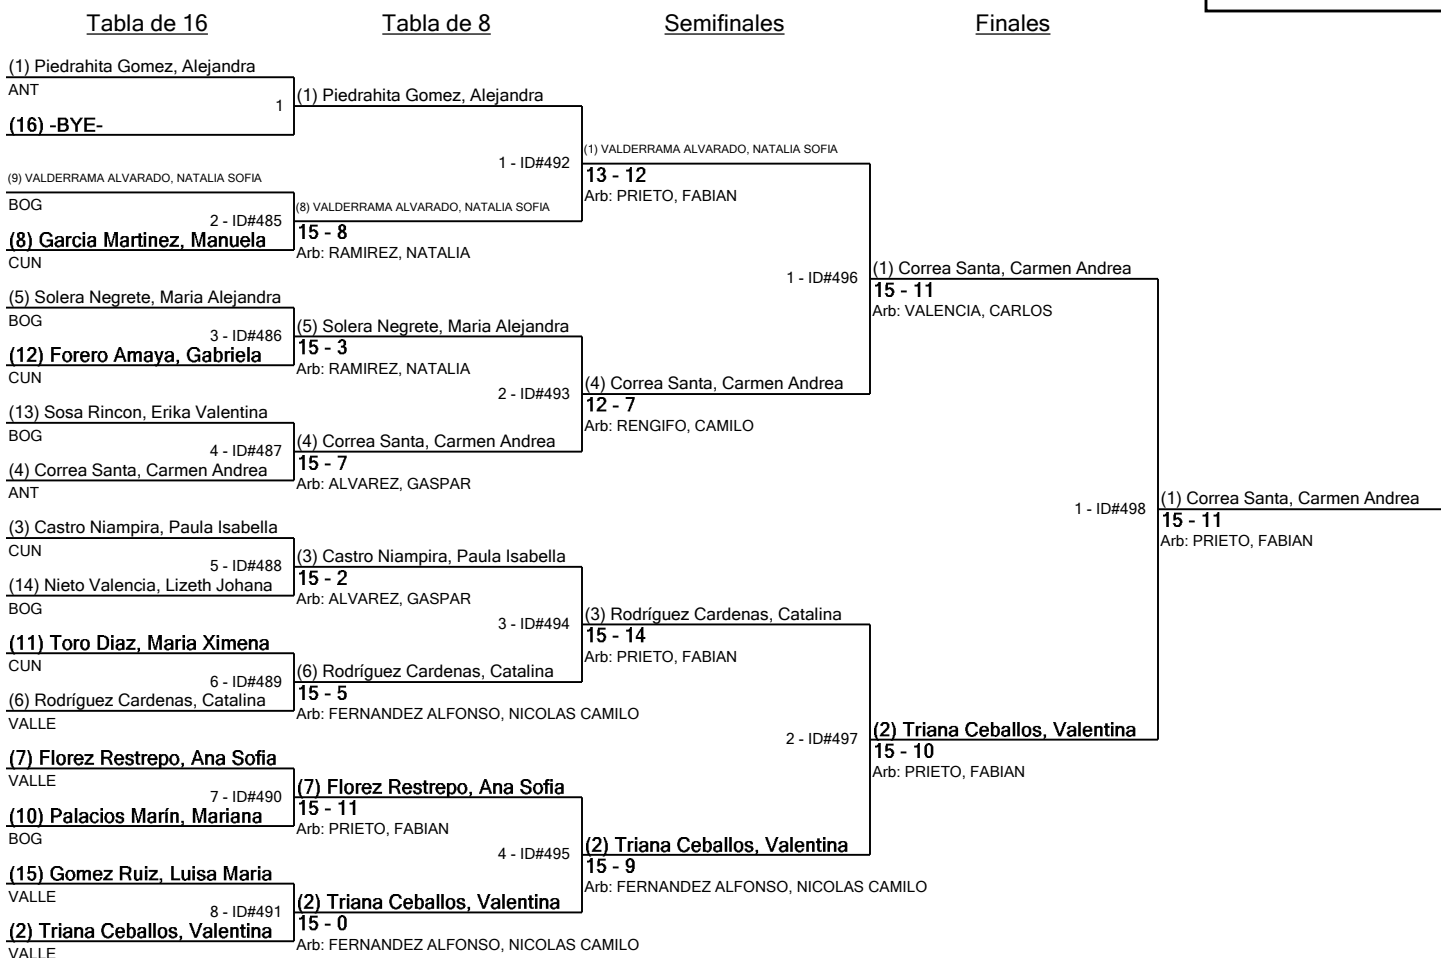 Tabla de 16
Tabla de 8
Semifinales
Finales
(1) Piedrahita Gomez, Alejandra
ANT
1
(16) -BYE-
(9) VALDERRAMA ALVARADO, NATALIA SOFIA
BOG
2 - ID#485
(8) Garcia Martinez, Manuela
CUN
(5) Solera Negrete, Maria Alejandra
BOG
3 - ID#486
(12) Forero Amaya, Gabriela
CUN
(13) Sosa Rincon, Erika Valentina
BOG
4 - ID#487
(4) Correa Santa, Carmen Andrea
ANT
(3) Castro Niampira, Paula Isabella
CUN
5 - ID#488
(14) Nieto Valencia, Lizeth Johana
BOG
(11) Toro Diaz, Maria Ximena
CUN
6 - ID#489
(6) Rodríguez Cardenas, Catalina
VALLE
(7) Florez Restrepo, Ana Sofia
VALLE
7 - ID#490
(10) Palacios Marín, Mariana
BOG
(15) Gomez Ruiz, Luisa Maria
VALLE
8 - ID#491
(2) Triana Ceballos, Valentina
VALLE
(1) Piedrahita Gomez, Alejandra
1 - ID#492
(8) VALDERRAMA ALVARADO, NATALIA SOFIA
15 - 8
Arb: RAMIREZ, NATALIA
(5) Solera Negrete, Maria Alejandra
15 - 3
Arb: RAMIREZ, NATALIA
2 - ID#493
(4) Correa Santa, Carmen Andrea
15 - 7
Arb: ALVAREZ, GASPAR
(3) Castro Niampira, Paula Isabella
15 - 2
Arb: ALVAREZ, GASPAR
3 - ID#494
(6) Rodríguez Cardenas, Catalina
15 - 5
Arb: FERNANDEZ ALFONSO, NICOLAS CAMILO
(7) Florez Restrepo, Ana Sofia
15 - 11
Arb: PRIETO, FABIAN
4 - ID#495
(2) Triana Ceballos, Valentina
15 - 0
Arb: FERNANDEZ ALFONSO, NICOLAS CAMILO
(1) VALDERRAMA ALVARADO, NATALIA SOFIA
13 - 12
Arb: PRIETO, FABIAN
1 - ID#496
(4) Correa Santa, Carmen Andrea
12 - 7
Arb: RENGIFO, CAMILO
(3) Rodríguez Cardenas, Catalina
15 - 14
Arb: PRIETO, FABIAN
2 - ID#497
(2) Triana Ceballos, Valentina
15 - 9
Arb: FERNANDEZ ALFONSO, NICOLAS CAMILO
(1) Correa Santa, Carmen Andrea
15 - 11
Arb: VALENCIA, CARLOS
1 - ID#498
(2) Triana Ceballos, Valentina
15 - 10
Arb: PRIETO, FABIAN
(1) Correa Santa, Carmen Andrea
15 - 11
Arb: PRIETO, FABIAN